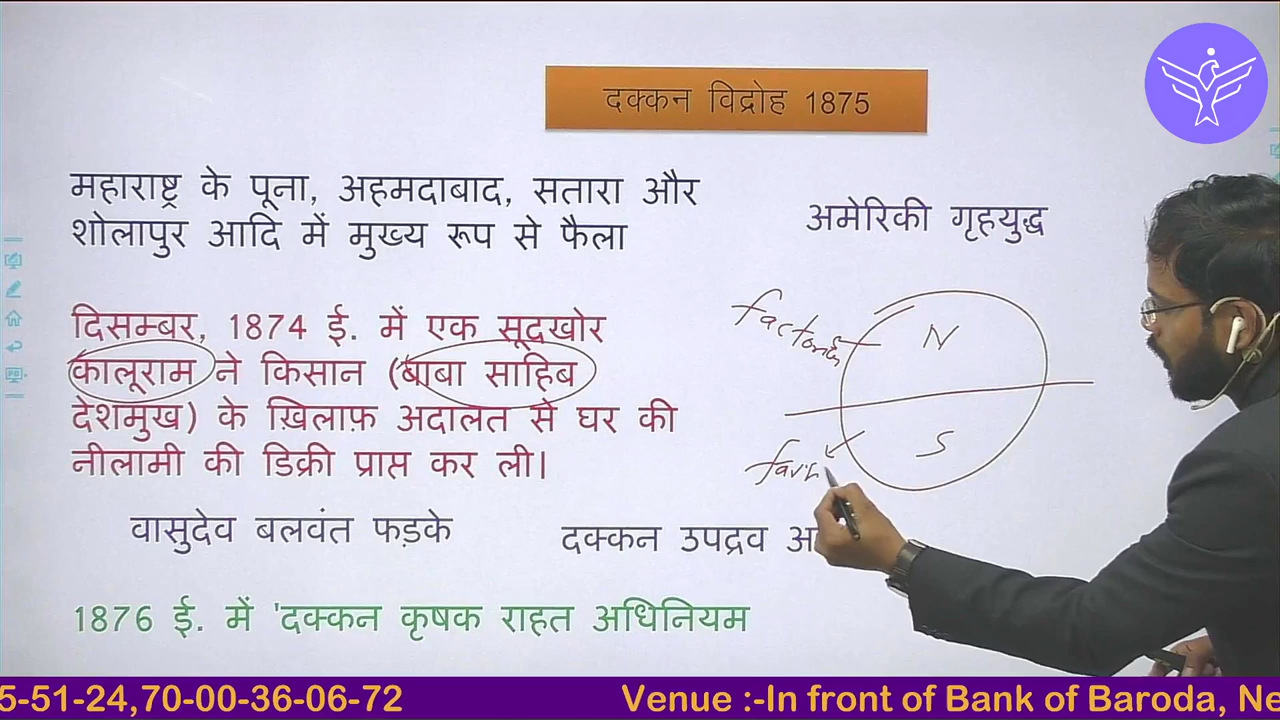 दक्कन विद्रोह 1875
महाराष्ट्र के पूना, अहमदाबाद, सतारा और
शोलापुर आदि में मुख्य रूप से फैला
अमेरिकी गृहयुद्ध
दिसम्बर, 1874 ई. में एक सूदखोर
कालूराम ने किसान (बाबा साहिब
देशमुख) के ख़िलाफ़ अदालत से घर की
नीलामी की डिक्री प्राप्त कर ली।
N
S
वासुदेव बलवंत फड़के
दक्कन उपद्रव
1876 ई. में 'दक्कन कृषक राहत अधिनियम
5-51-24,70-00-36-06-72
Venue :-In front of Bank of Baroda, Ne